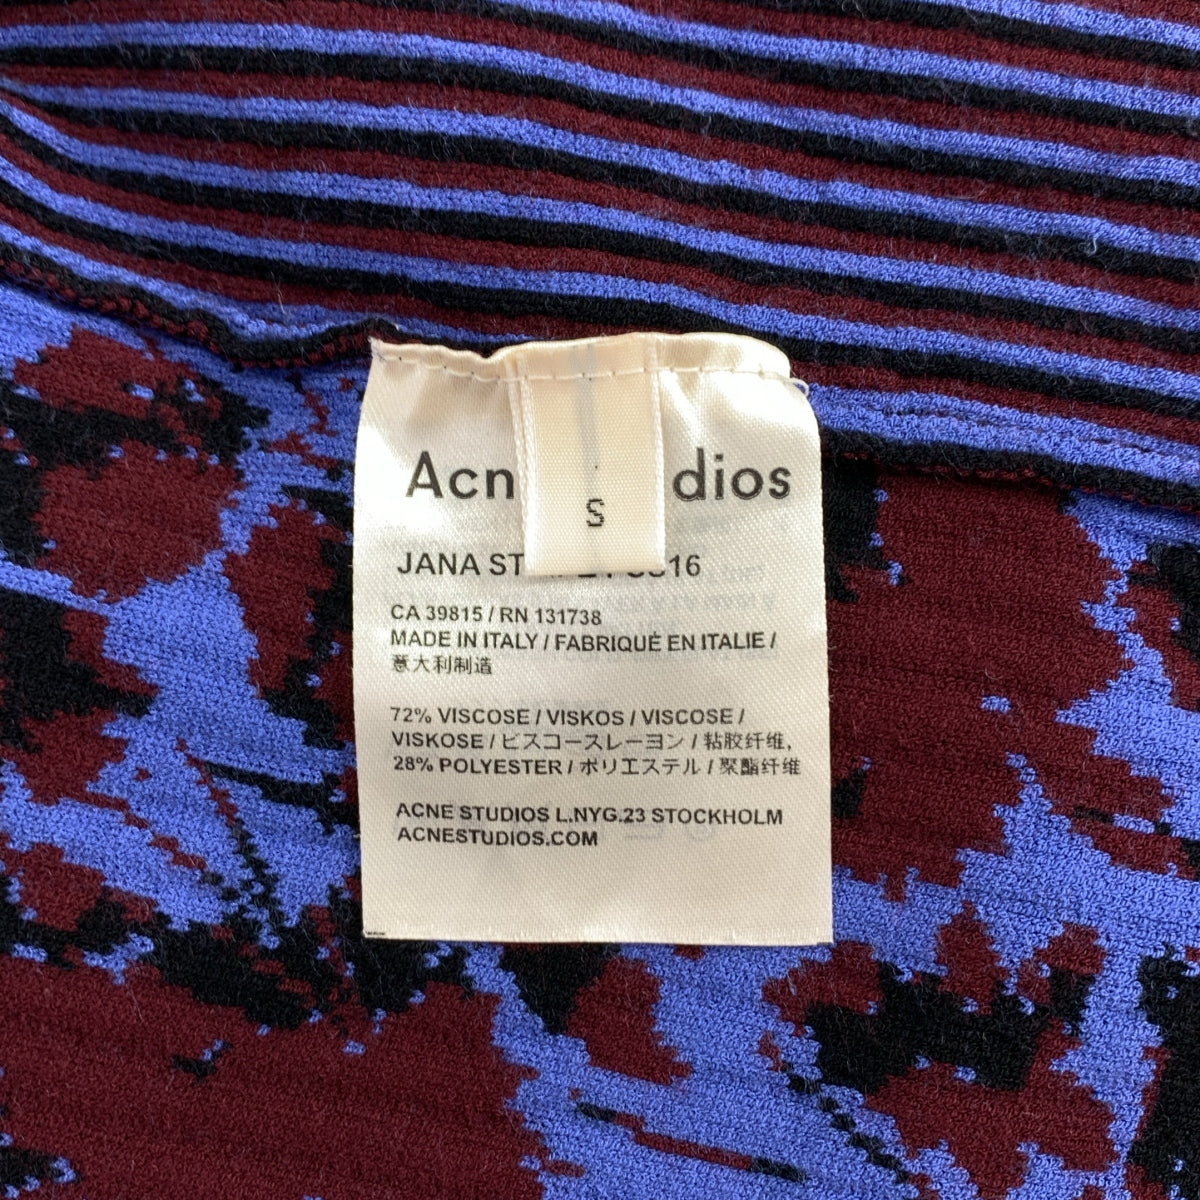 Acn dios
S
JANA ST 16
CA 39815 / RN 131738
MADE IN ITALY / FABRIQUÉ EN ITALIE /
意大利制造
72% VISCOSE / VISKOS / VISCOSE /
VISKOSE / ビスコースレーヨン / 粘胶纤维,
28% POLYESTER / ポリエステル / 聚酯纤维
ACNE STUDIOS L.NYG.23 STOCKHOLM
ACNESTUDIOS.COM